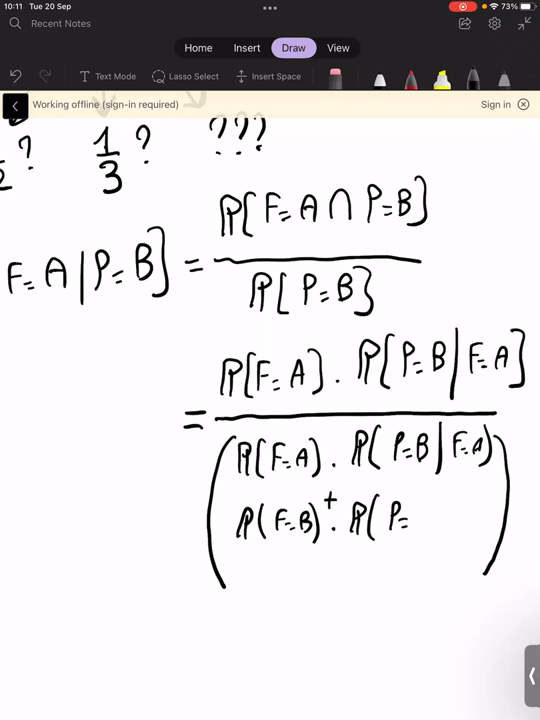 10:11 Tue 20 Sep 73%
Recent Notes
Home Insert Draw View
Text Mode Lasso Select Insert Space
Working offline (sign-in required) Sign in
2 ? 1/3 ? ???
F=A | P=B] = P[F=A ∩ P=B] / P[P=B]
= P[F=A] . P[P=B | F=A]
P(F=A) . P(P=B | F=A)
+
P(F=B) . P(P=